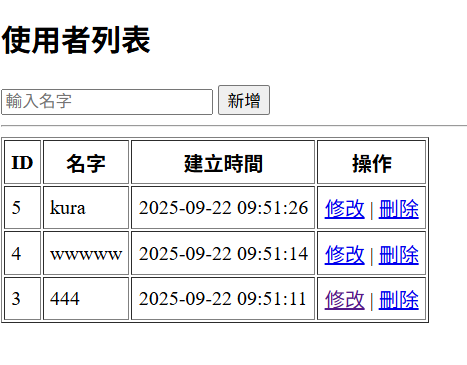 使用者列表
輸入名字 新增
ID 名字 建立時間 操作
5 kura 2025-09-22 09:51:26 修改 | 刪除
4 wwwww 2025-09-22 09:51:14 修改 | 刪除
3 444 2025-09-22 09:51:11 修改 | 刪除